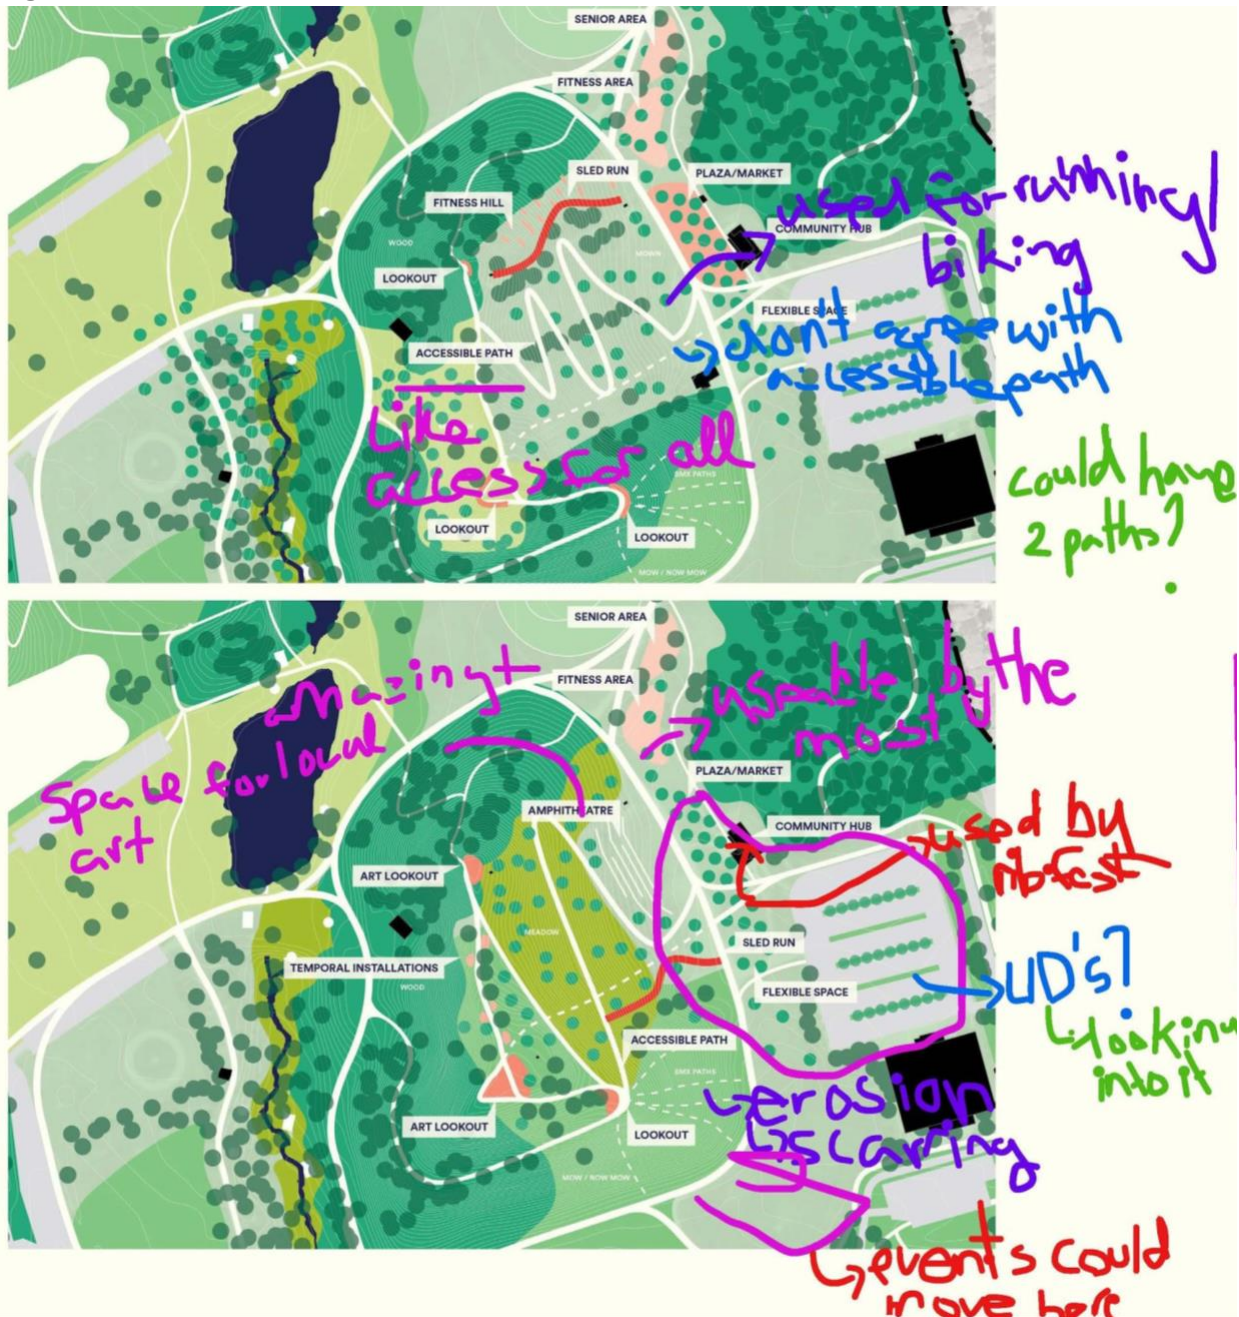 SENIOR AREA
FITNESS AREA
SLED RUN
PLAZA/MARKET
FITNESS HILL
COMMUNITY HUB
WOOD
MOWN
LOOKOUT
FLEXIBLE SPACE
ACCESSIBLE PATH
BMX PATHS
LOOKOUT
LOOKOUT
MOW / NOW MOW
used for running/
biking
dont agree with
accessible path
Like
access for all
could have
2 paths?
SENIOR AREA
FITNESS AREA
PLAZA/MARKET
AMPHITHEATRE
COMMUNITY HUB
ART LOOKOUT
MEADOW
SLED RUN
TEMPORAL INSTALLATIONS
WOOD
FLEXIBLE SPACE
ACCESSIBLE PATH
BMX PATHS
ART LOOKOUT
LOOKOUT
MOW / NOW MOW
amazing
Space for local
art
useable by the
most
used by
ribfest
UD's?
looking
into it
erosion
scarring
events could
move here